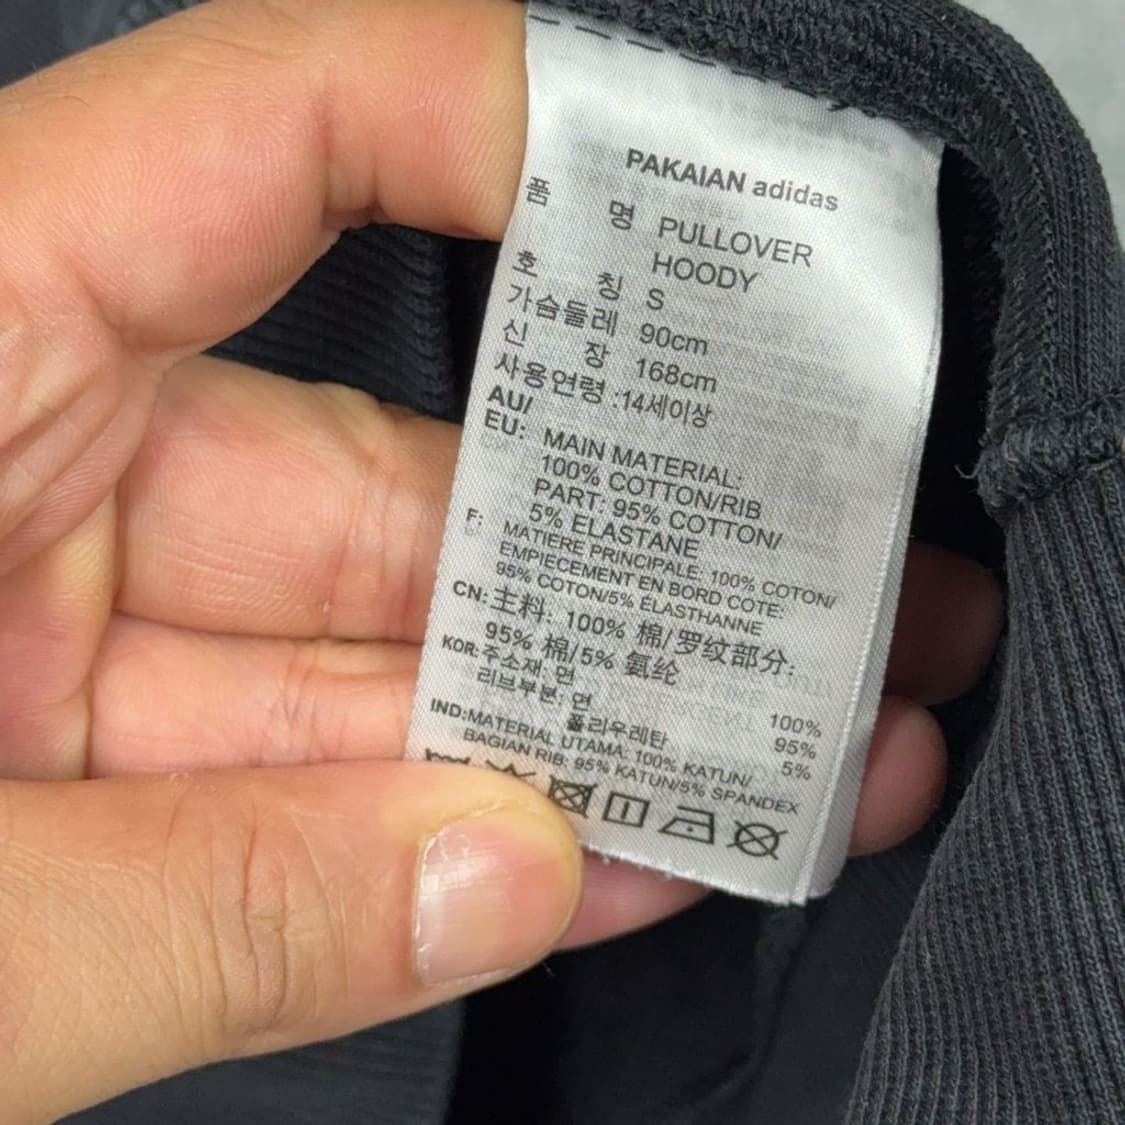 PAKAIAN adidas
품 명 PULLOVER
HOODY
호 칭 S
가슴둘레 90cm
신 장 168cm
사용연령 :14세이상
AU/
EU: MAIN MATERIAL:
100% COTTON/RIB
PART: 95% COTTON/
5% ELASTANE
F: MATIERE PRINCIPALE: 100% COTON/
EMPIECEMENT EN BORD COTE:
95% COTON/5% ELASTHANNE
CN: 主料: 100% 棉/罗纹部分:
95% 棉/5% 氨纶
KOR: 주소재: 면 100%
리브부분: 면 95%
폴리우레탄 5%
IND:MATERIAL UTAMA: 100% KATUN/
BAGIAN RIB: 95% KATUN/5% SPANDEX